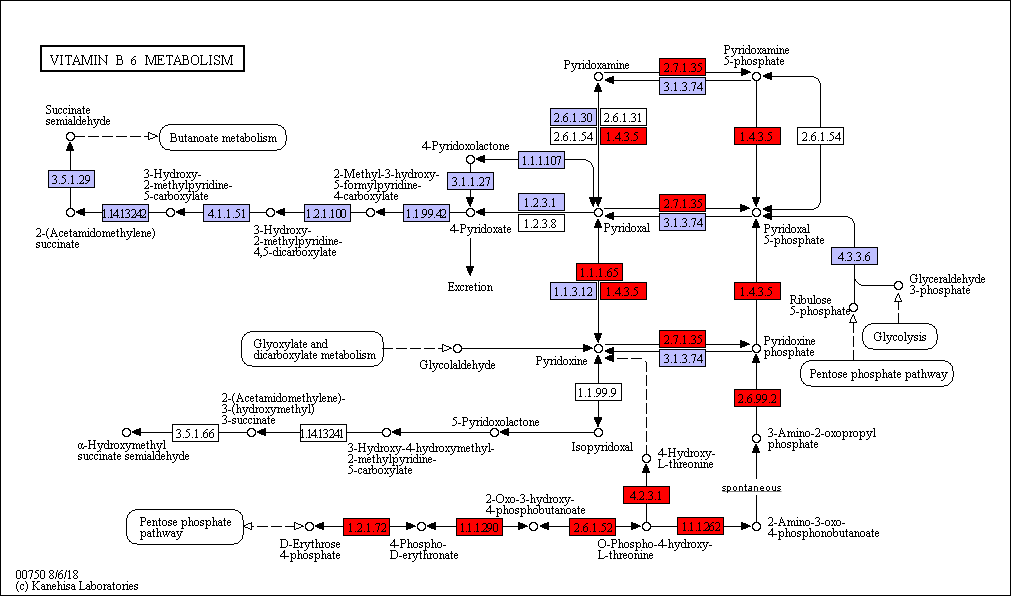 VITAMIN B 6 METABOLISM
Pyridoxamine
2.7.1.35
3.1.3.74
Pyridoxamine
5-phosphate
Succinate
semialdehyde
Butanoate metabolism
2.6.1.30
2.6.1.31
2.6.1.54
1.4.3.5
1.4.3.5
2.6.1.54
4-Pyridoxolactone
1.1.1.107
3.5.1.29
3-Hydroxy-
2-methylpyridine-
5-carboxylate
2-Methyl-3-hydroxy-
5-formylpyridine-
4-carboxylate
3.1.1.27
1.14.13.242
4.1.1.51
1.2.1.100
1.1.99.42
1.2.3.1
1.2.3.8
2.7.1.35
3.1.3.74
2-(Acetamidomethylene)
succinate
3-Hydroxy-
2-methylpyridine-
4,5-dicarboxylate
4-Pyridoxate
Pyridoxal
Pyridoxal
5-phosphate
4.3.3.6
Excretion
1.1.1.65
1.1.3.12
1.4.3.5
1.4.3.5
Glyceraldehyde
3-phosphate
Ribulose
5-phosphate
Glycolysis
Glyoxylate and
dicarboxylate metabolism
Glycolaldehyde
Pyridoxine
2.7.1.35
3.1.3.74
Pyridoxine
phosphate
Pentose phosphate pathway
1.1.99.9
2.6.99.2
2-(Acetamidomethylene)-
3-(hydroxymethyl)
3-succinate
5-Pyridoxolactone
3.5.1.66
1.14.13.241
α-Hydroxymethyl
succinate semialdehyde
3-Hydroxy-4-hydroxymethyl-
2-methylpyridine-
5-carboxylate
Isopyridoxal
3-Amino-2-oxopropyl
phosphate
4-Hydroxy-
L-threonine
spontaneous
4.2.3.1
2-Oxo-3-hydroxy-
4-phosphobutanoate
Pentose phosphate
pathway
1.2.1.72
1.1.1.290
2.6.1.52
1.1.1.262
D-Erythrose
4-phosphate
4-Phospho-
D-erythronate
O-Phospho-4-hydroxy-
L-threonine
2-Amino-3-oxo-
4-phosphonobutanoate
00750 8/6/18
(c) Kanehisa Laboratories